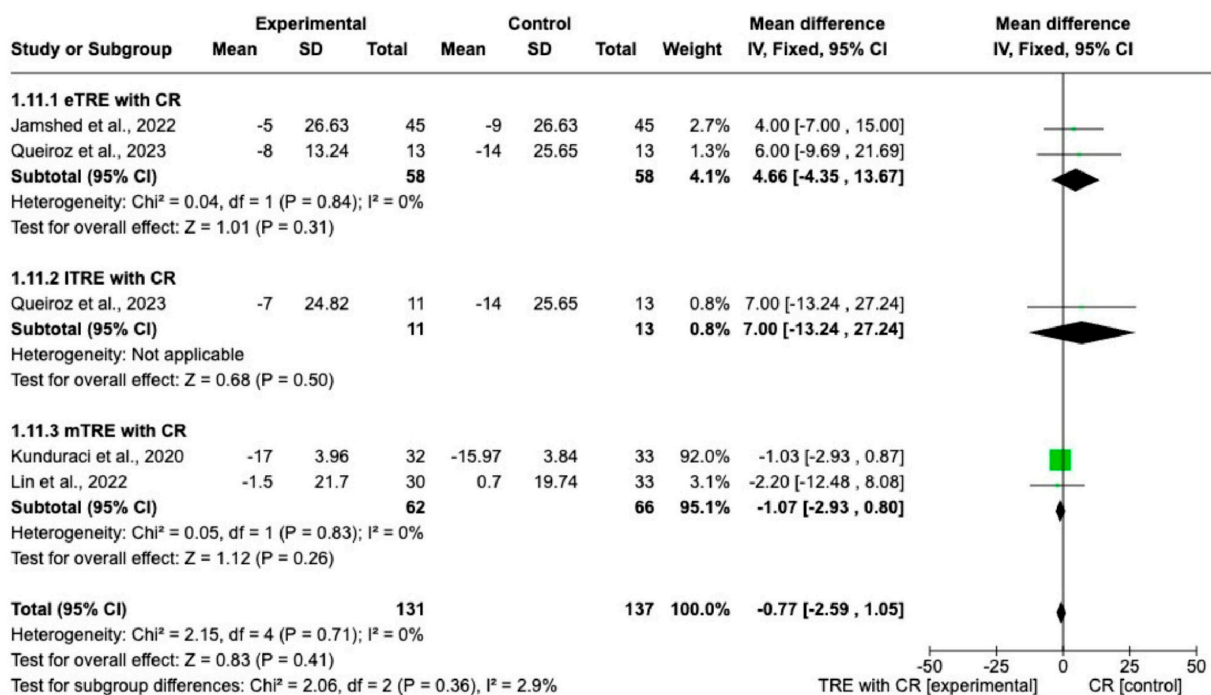 Experimental Control Mean difference Mean difference
Study or Subgroup Mean SD Total Mean SD Total Weight IV, Fixed, 95% CI IV, Fixed, 95% CI
1.11.1 eTRE with CR
Jamshed et al., 2022 -5 26.63 45 -9 26.63 45 2.7% 4.00 [-7.00 , 15.00]
Queiroz et al., 2023 -8 13.24 13 -14 25.65 13 1.3% 6.00 [-9.69 , 21.69]
Subtotal (95% CI) 58 58 4.1% 4.66 [-4.35 , 13.67]
Heterogeneity: Chi² = 0.04, df = 1 (P = 0.84); I² = 0%
Test for overall effect: Z = 1.01 (P = 0.31)
1.11.2 lTRE with CR
Queiroz et al., 2023 -7 24.82 11 -14 25.65 13 0.8% 7.00 [-13.24 , 27.24]
Subtotal (95% CI) 11 13 0.8% 7.00 [-13.24 , 27.24]
Heterogeneity: Not applicable
Test for overall effect: Z = 0.68 (P = 0.50)
1.11.3 mTRE with CR
Kunduraci et al., 2020 -17 3.96 32 -15.97 3.84 33 92.0% -1.03 [-2.93 , 0.87]
Lin et al., 2022 -1.5 21.7 30 0.7 19.74 33 3.1% -2.20 [-12.48 , 8.08]
Subtotal (95% CI) 62 66 95.1% -1.07 [-2.93 , 0.80]
Heterogeneity: Chi² = 0.05, df = 1 (P = 0.83); I² = 0%
Test for overall effect: Z = 1.12 (P = 0.26)
Total (95% CI) 131 137 100.0% -0.77 [-2.59 , 1.05]
Heterogeneity: Chi² = 2.15, df = 4 (P = 0.71); I² = 0%
Test for overall effect: Z = 0.83 (P = 0.41)
Test for subgroup differences: Chi² = 2.06, df = 2 (P = 0.36), I² = 2.9%
-50 -25 0 25 50
TRE with CR [experimental] CR [control]